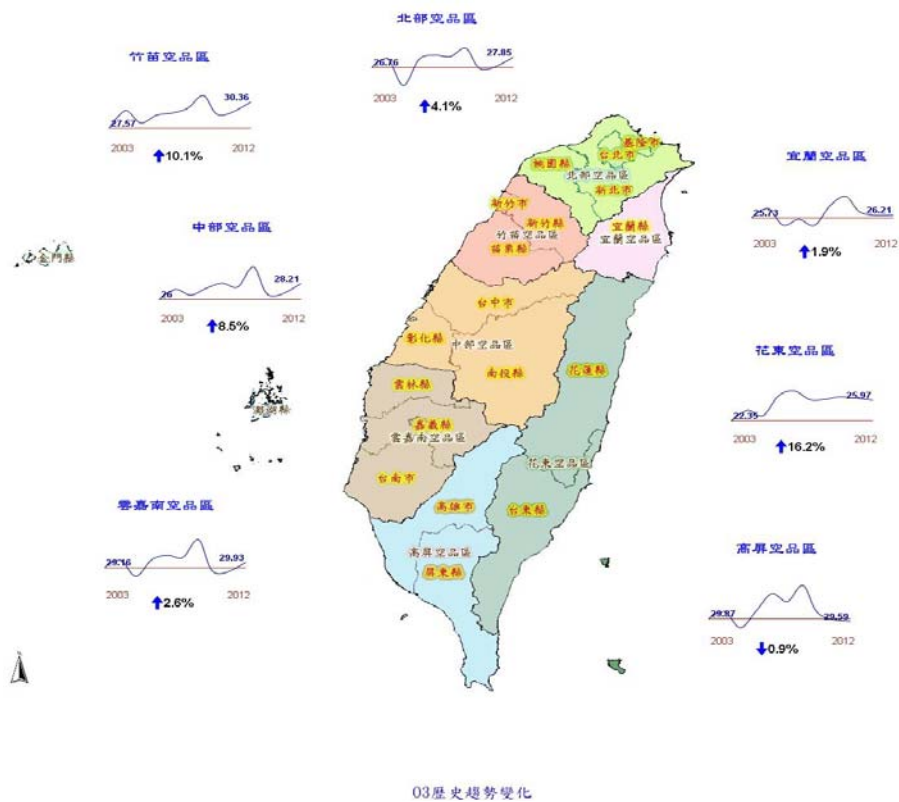 北部空品區
26.76
27.85
2003
2012
4.1%
竹苗空品區
27.57
30.36
2003
2012
10.1%
宜蘭空品區
25.73
26.21
2003
2012
1.9%
中部空品區
26
28.21
2003
2012
8.5%
花東空品區
22.35
25.97
2003
2012
16.2%
雲嘉南空品區
29.16
29.93
2003
2012
2.6%
高屏空品區
29.87
29.59
2003
2012
0.9%
基隆市
台北市
桃園縣
北部空品區
新北市
新竹市
新竹縣
竹苗空品區
苗栗縣
宜蘭縣
宜蘭空品區
金門縣
台中市
彰化縣
中部空品區
南投縣
花蓮縣
雲林縣
澎湖縣
嘉義縣
雲嘉南空品區
台南市
花東空品區
台東縣
高雄市
高屏空品區
屏東縣
O3歷史趨勢變化